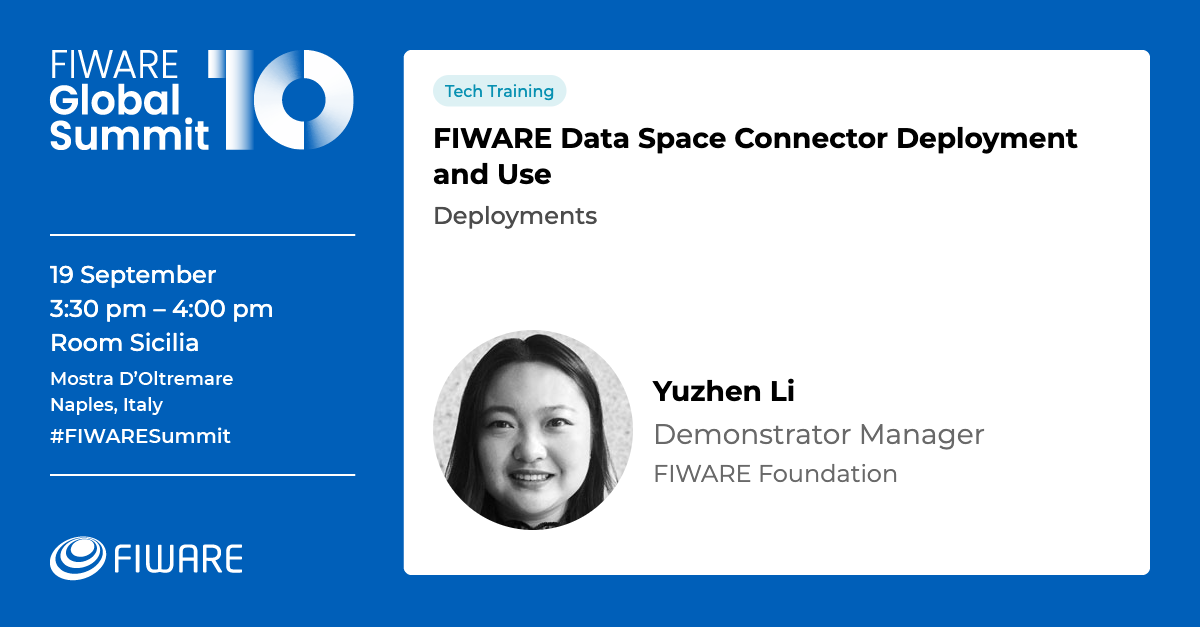 FIWARE
Global
Summit
10
19 September
3:30 pm – 4:00 pm
Room Sicilia
Mostra D’Oltremare
Naples, Italy
#FIWARESummit
FIWARE
Tech Training
FIWARE Data Space Connector Deployment
and Use
Deployments
Yuzhen Li
Demonstrator Manager
FIWARE Foundation